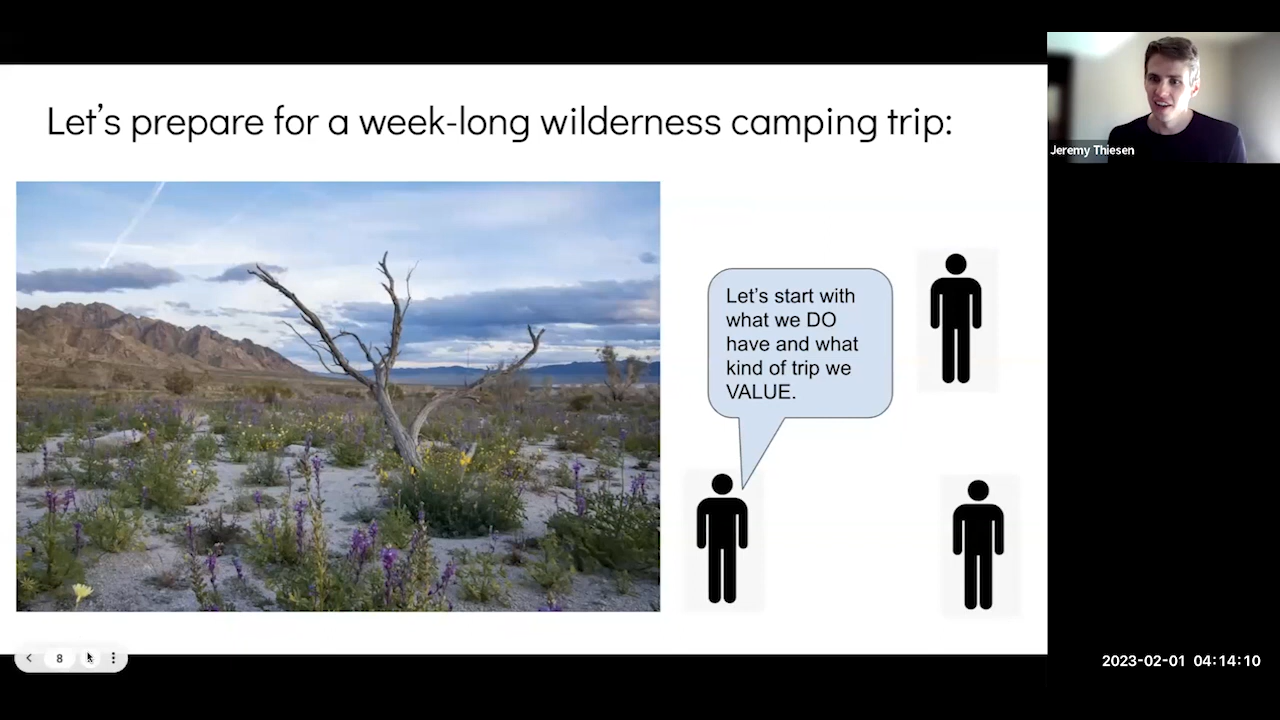 Let's prepare for a week-long wilderness camping trip:
Jeremy Thiesen
Let's start with
what we DO
have and what
kind of trip we
VALUE.
8
2023-02-01 04:14:10